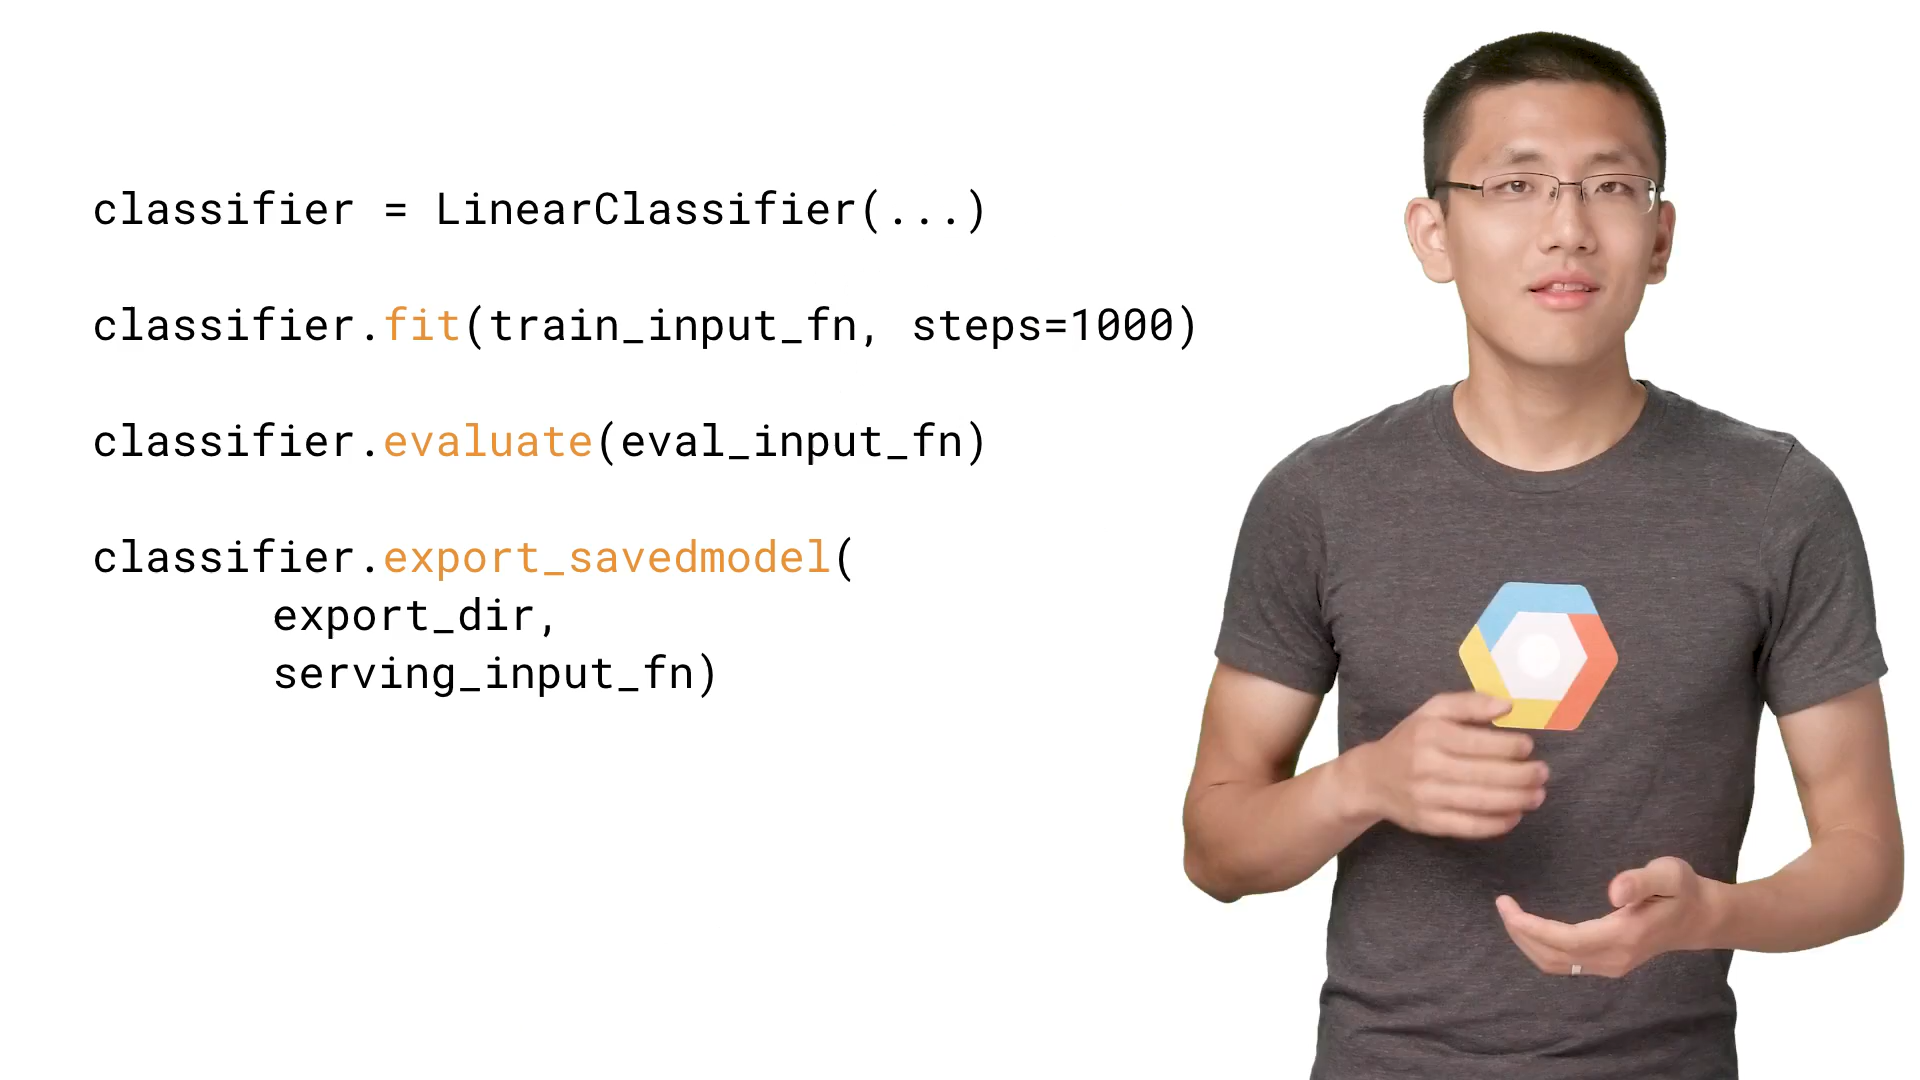 classifier = LinearClassifier(...)
classifier.fit(train_input_fn, steps=1000)
classifier.evaluate(eval_input_fn)
classifier.export_savedmodel(
export_dir,
serving_input_fn)